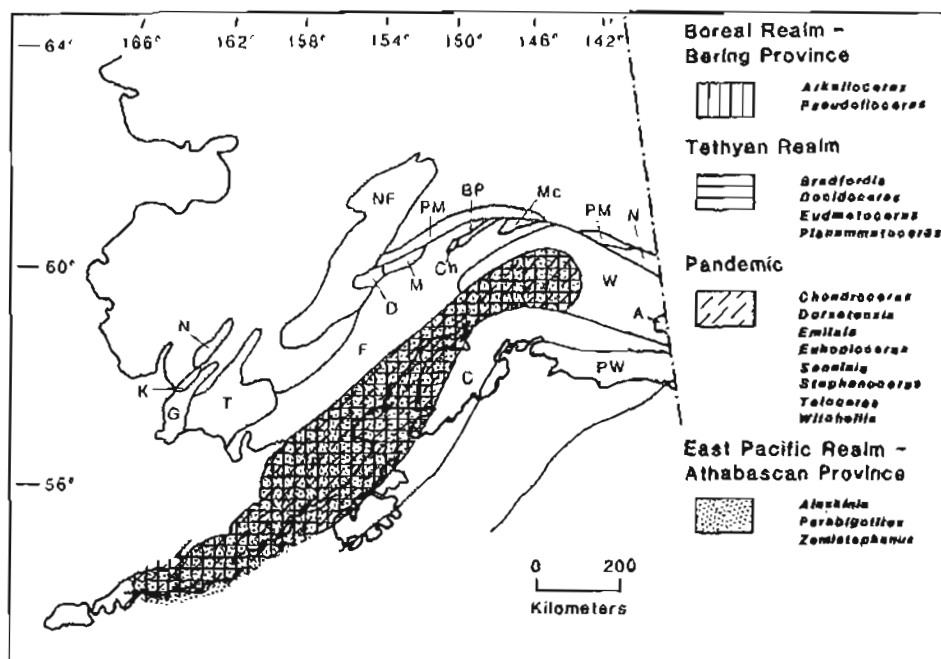 166° 162° 158° 154° 150° 146° 142°
64°
60°
56°
NF
PM
BP
Mc
PM
N
Cn
M
D
W
A
N
F
K
T
G
C
PW
0 200
Kilometers
Boreal Realm –
Bering Province
Arkelloceras
Pseudolioceras
Tethyan Realm
Bradfordia
Docidoceras
Eudmetoceras
Planammatoceras
Pandemic
Chondroceras
Dorsetensia
Emileia
Euhoploceras
Sonninia
Stephanoceras
Teloceras
Witchellia
East Pacific Realm –
Athabascan Province
Alaskinia
Parabigotites
Zemistephanus